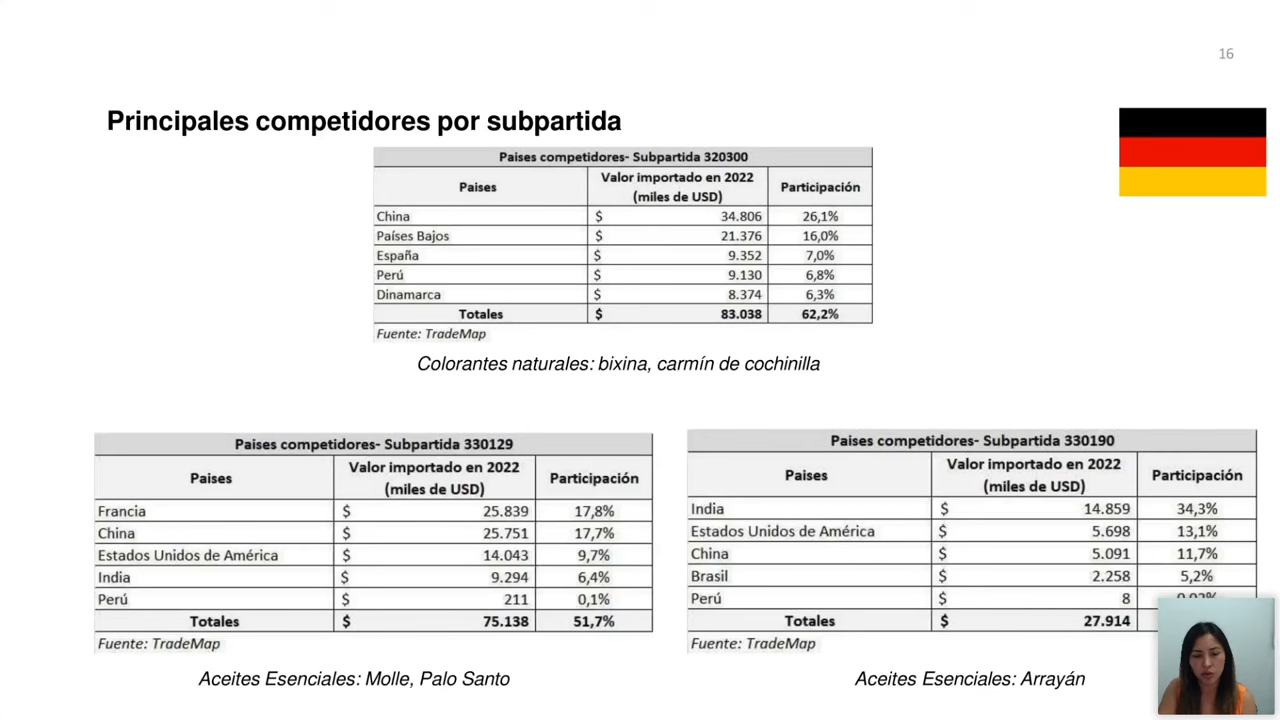 16
Principales competidores por subpartida
Paises competidores- Subpartida 320300
Paises Valor importado en 2022 (miles de USD) Participación
China $ 34.806 26,1%
Países Bajos $ 21.376 16,0%
España $ 9.352 7,0%
Perú $ 9.130 6,8%
Dinamarca $ 8.374 6,3%
Totales $ 83.038 62,2%
Fuente: TradeMap
Colorantes naturales: bixina, carmín de cochinilla
Paises competidores- Subpartida 330129
Paises Valor importado en 2022 (miles de USD) Participación
Francia $ 25.839 17,8%
China $ 25.751 17,7%
Estados Unidos de América $ 14.043 9,7%
India $ 9.294 6,4%
Perú $ 211 0,1%
Totales $ 75.138 51,7%
Fuente: TradeMap
Aceites Esenciales: Molle, Palo Santo
Paises competidores- Subpartida 330190
Paises Valor importado en 2022 (miles de USD) Participación
India $ 14.859 34,3%
Estados Unidos de América $ 5.698 13,1%
China $ 5.091 11,7%
Brasil $ 2.258 5,2%
Perú $ 8
Totales $ 27.914
Fuente: TradeMap
Aceites Esenciales: Arrayán